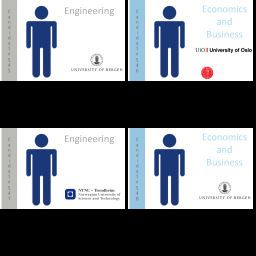 Engineering
UNIVERSITY OF BERGEN
Economics
and
Business
UiO University of Oslo
Engineering
NTNU – Trondheim
Norwegian University of
Science and Technology
Economics
and
Business
UNIVERSITY OF BERGEN